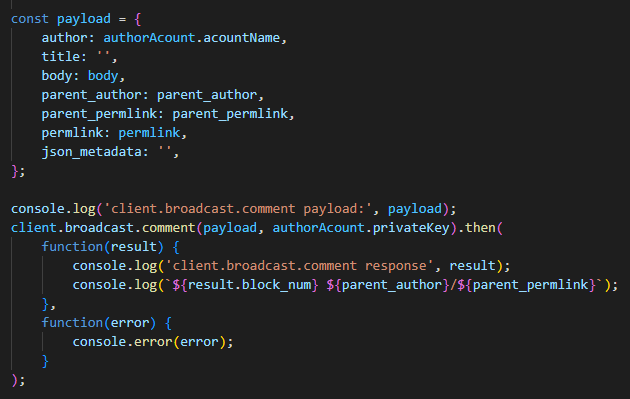 const payload = {
    author: authorAcount.acountName,
    title: '',
    body: body,
    parent_author: parent_author,
    parent_permlink: parent_permlink,
    permlink: permlink,
    json_metadata: '',
};

console.log('client.broadcast.comment payload:', payload);
client.broadcast.comment(payload, authorAcount.privateKey).then(
    function(result) {
        console.log('client.broadcast.comment response', result);
        console.log(`${result.block_num} ${parent_author}/${parent_permlink}`);
    },
    function(error) {
        console.error(error);
    }
);